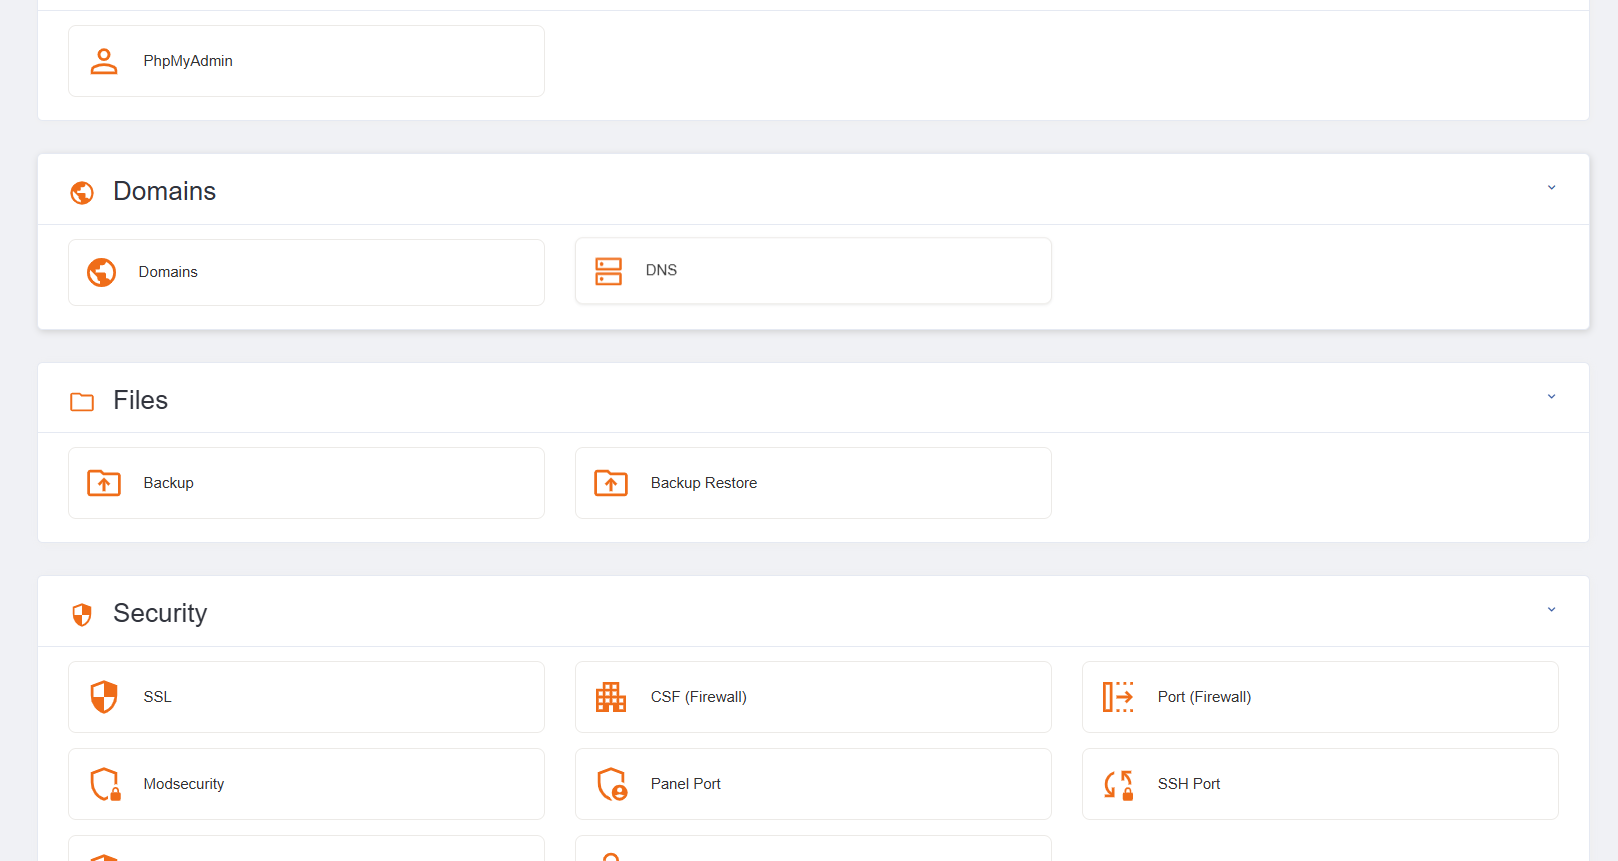 PhpMyAdmin
Domains
Domains
DNS
Files
Backup
Backup Restore
Security
SSL
CSF (Firewall)
Port (Firewall)
Modsecurity
Panel Port
SSH Port